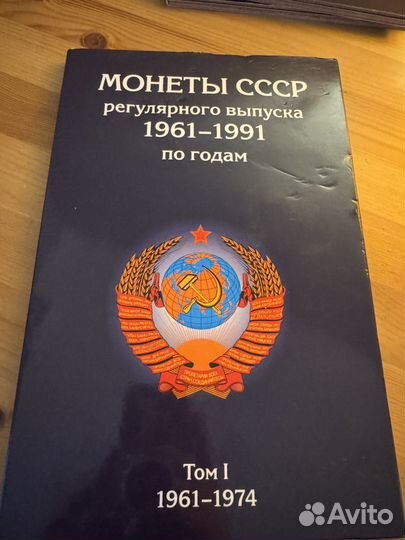 МОНЕТЫ СССР
регулярного выпуска
1961–1991
по годам
Том I
1961–1974
Avito